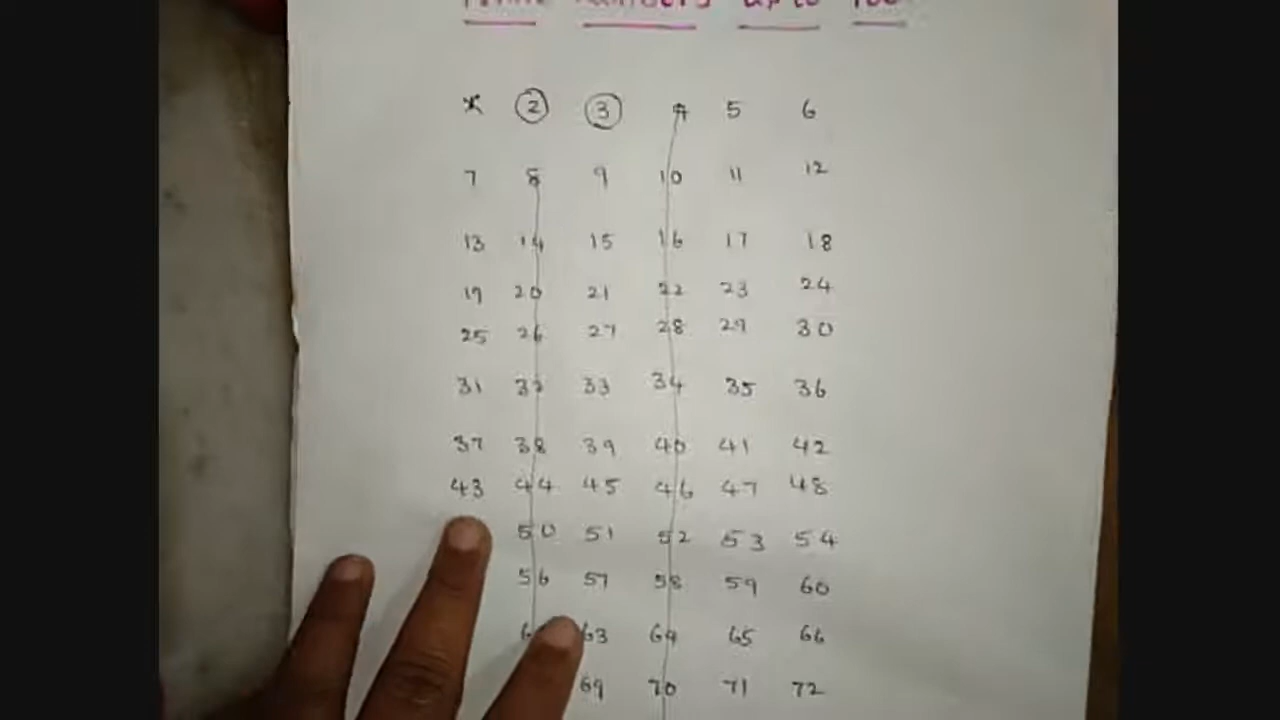 numbers upto 100
2 3 4 5 6
7 8 9 10 11 12
13 14 15 16 17 18
19 20 21 22 23 24
25 26 27 28 29 30
31 32 33 34 35 36
37 38 39 40 41 42
43 44 45 46 47 48
50 51 52 53 54
56 57 58 59 60
63 64 65 66
69 70 71 72